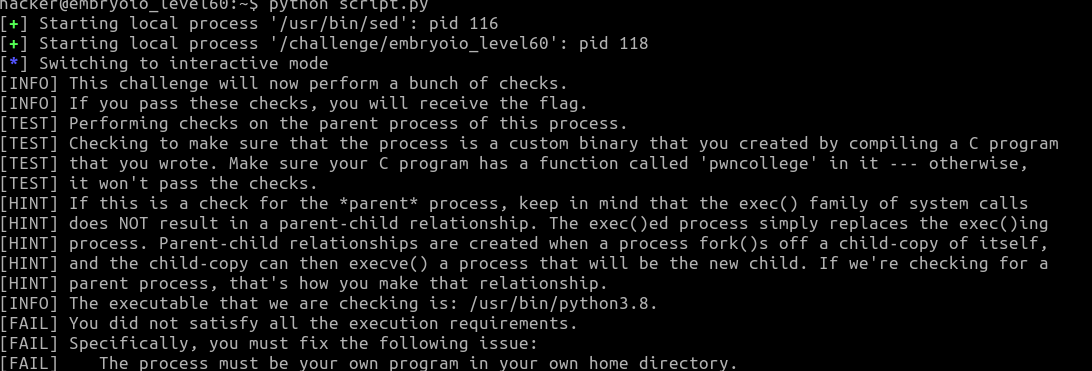 hacker@embryoio_level60:~$ python script.py
[+] Starting local process '/usr/bin/sed': pid 116
[+] Starting local process '/challenge/embryoio_level60': pid 118
[*] Switching to interactive mode
[INFO] This challenge will now perform a bunch of checks.
[INFO] If you pass these checks, you will receive the flag.
[TEST] Performing checks on the parent process of this process.
[TEST] Checking to make sure that the process is a custom binary that you created by compiling a C program
[TEST] that you wrote. Make sure your C program has a function called 'pwncollege' in it --- otherwise,
[TEST] it won't pass the checks.
[HINT] If this is a check for the *parent* process, keep in mind that the exec() family of system calls
[HINT] does NOT result in a parent-child relationship. The exec()ed process simply replaces the exec()ing
[HINT] process. Parent-child relationships are created when a process fork()s off a child-copy of itself,
[HINT] and the child-copy can then execve() a process that will be the new child. If we're checking for a
[HINT] parent process, that's how you make that relationship.
[INFO] The executable that we are checking is: /usr/bin/python3.8.
[FAIL] You did not satisfy all the execution requirements.
[FAIL] Specifically, you must fix the following issue:
[FAIL]    The process must be your own program in your own home directory.